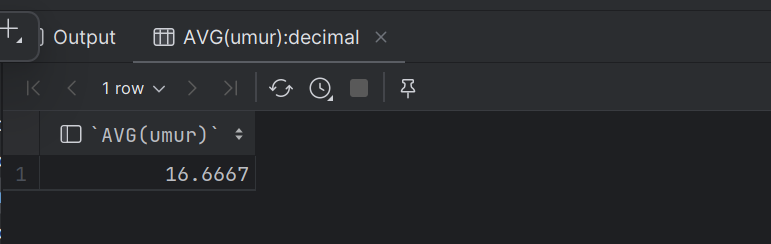 Output
AVG(umur):decimal
1 row
`AVG(umur)`
1 16.6667